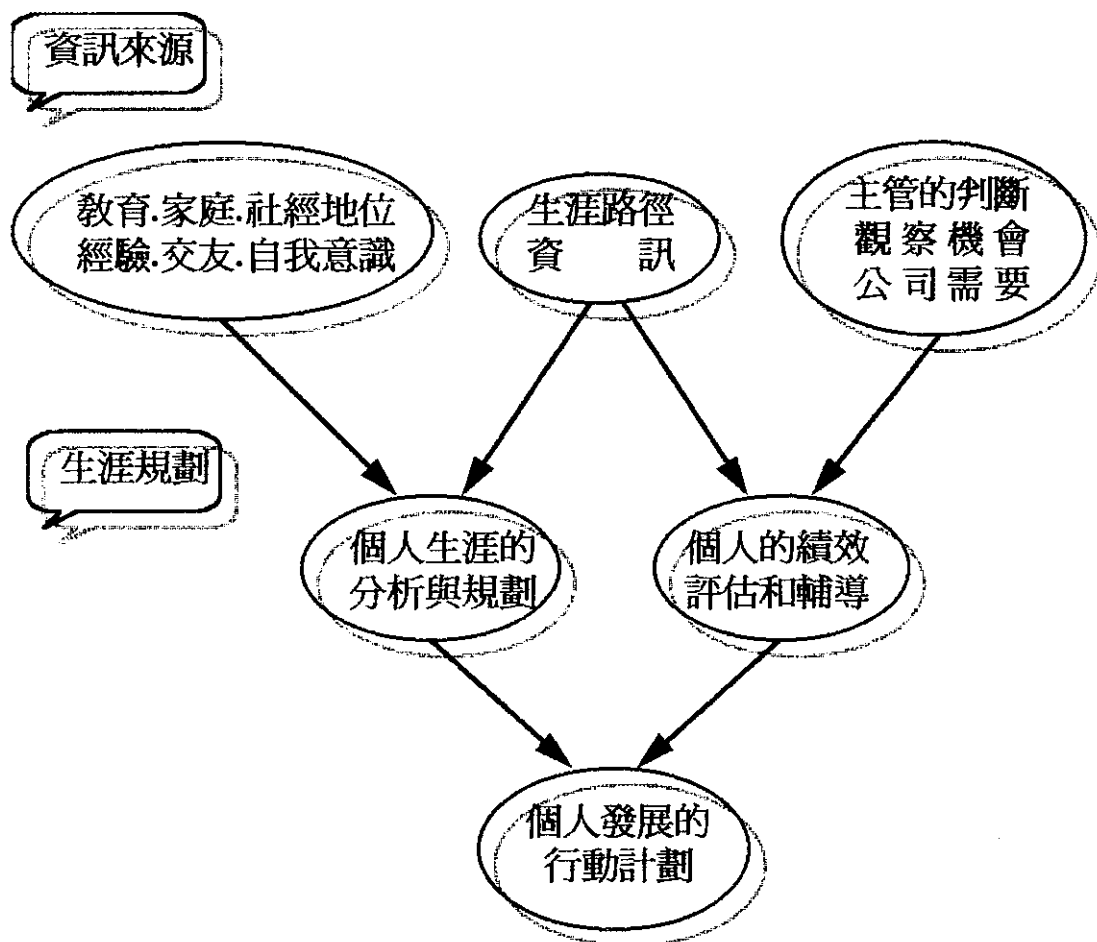 資訊來源
教育.家庭.社經地位
經驗.交友.自我意識
生涯路徑
資 訊
主管的判斷
觀察機會
公司需要
生涯規劃
個人生涯的
分析與規劃
個人的績效
評估和輔導
個人發展的
行動計劃